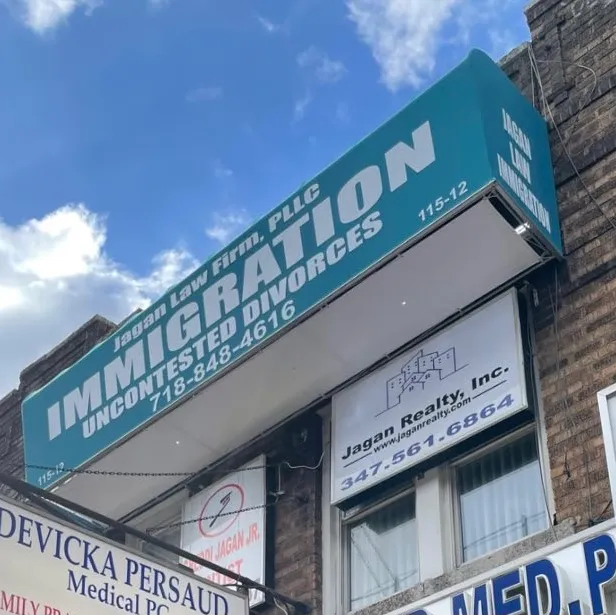 Jagan Law Firm, PLLC
IMMIGRATION
UNCONTESTED DIVORCES
718-848-4616
115-12
115-12
JAGAN
LAW
IMMIGRATION
Jagan Realty, Inc.
www.jaganrealty.com
347.561.6864
JAGAN JR.
DEVICKA PERSAUD
Medical PC
MED, P